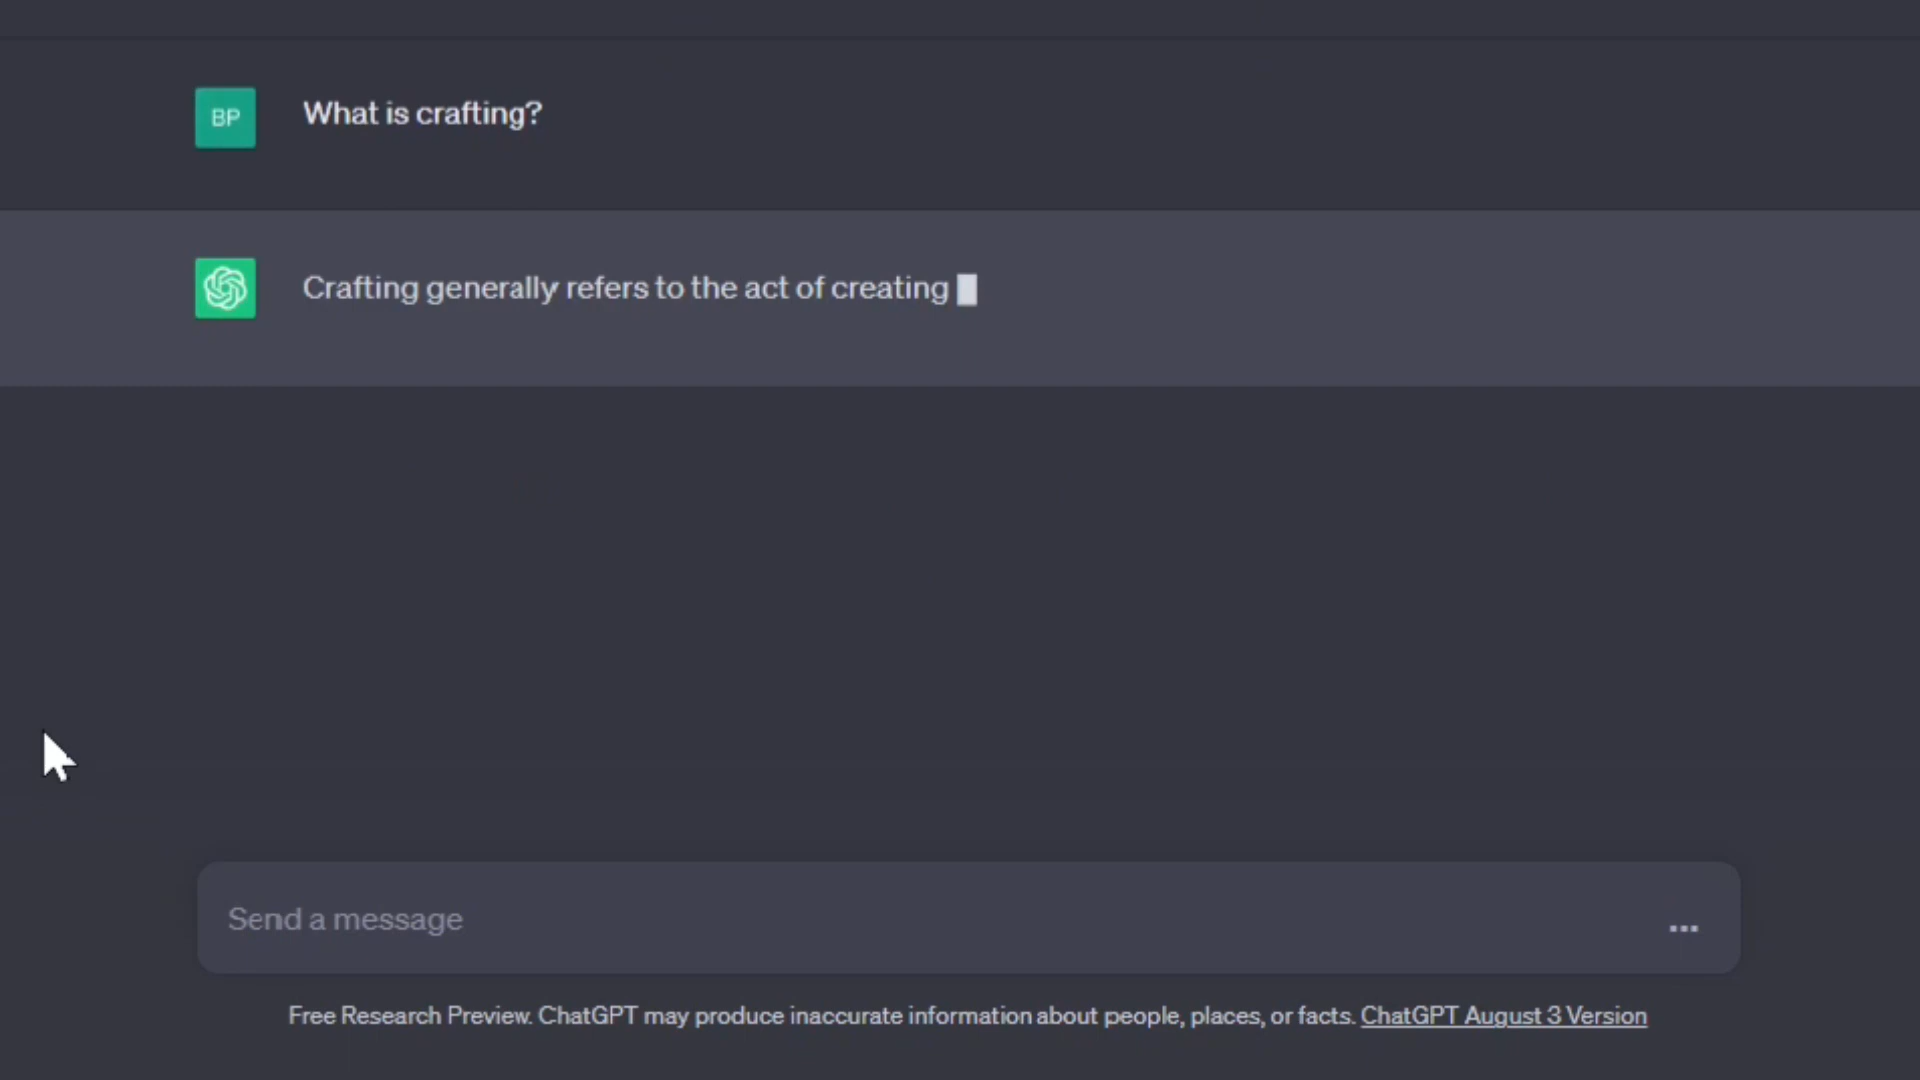 BP
What is crafting?
Crafting generally refers to the act of creating
Send a message
Free Research Preview. ChatGPT may produce inaccurate information about people, places, or facts. ChatGPT August 3 Version